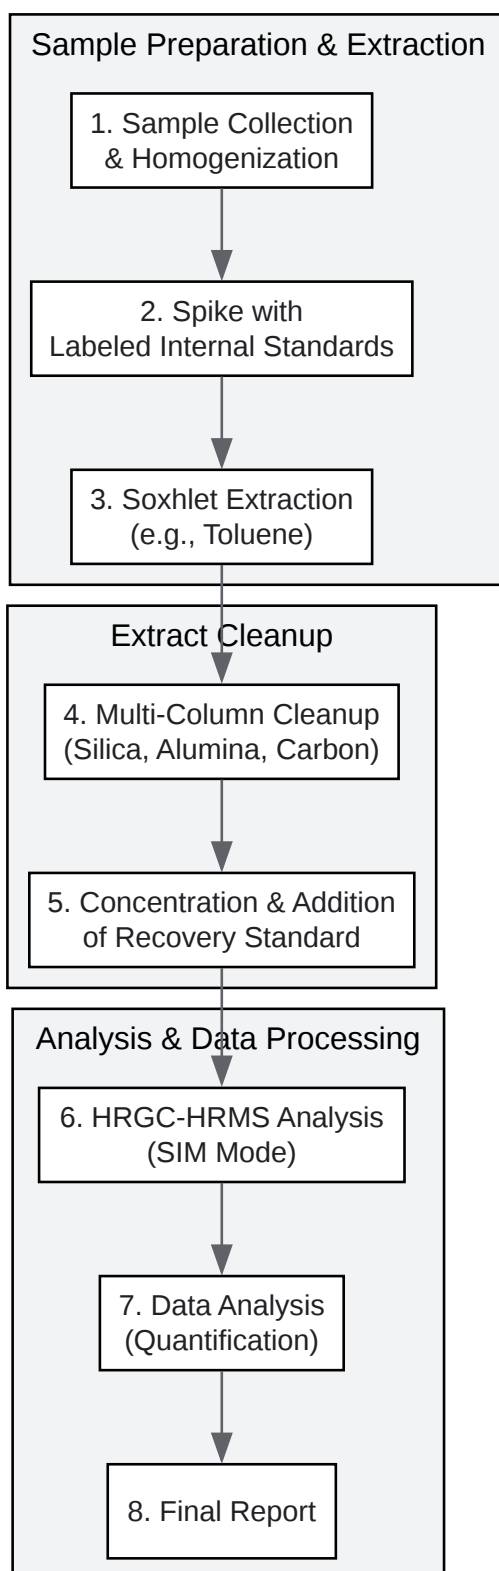 Sample Preparation & Extraction
1. Sample Collection
& Homogenization
2. Spike with
Labeled Internal Standards
3. Soxhlet Extraction
(e.g., Toluene)
Extract Cleanup
4. Multi-Column Cleanup
(Silica, Alumina, Carbon)
5. Concentration & Addition
of Recovery Standard
Analysis & Data Processing
6. HRGC-HRMS Analysis
(SIM Mode)
7. Data Analysis
(Quantification)
8. Final Report